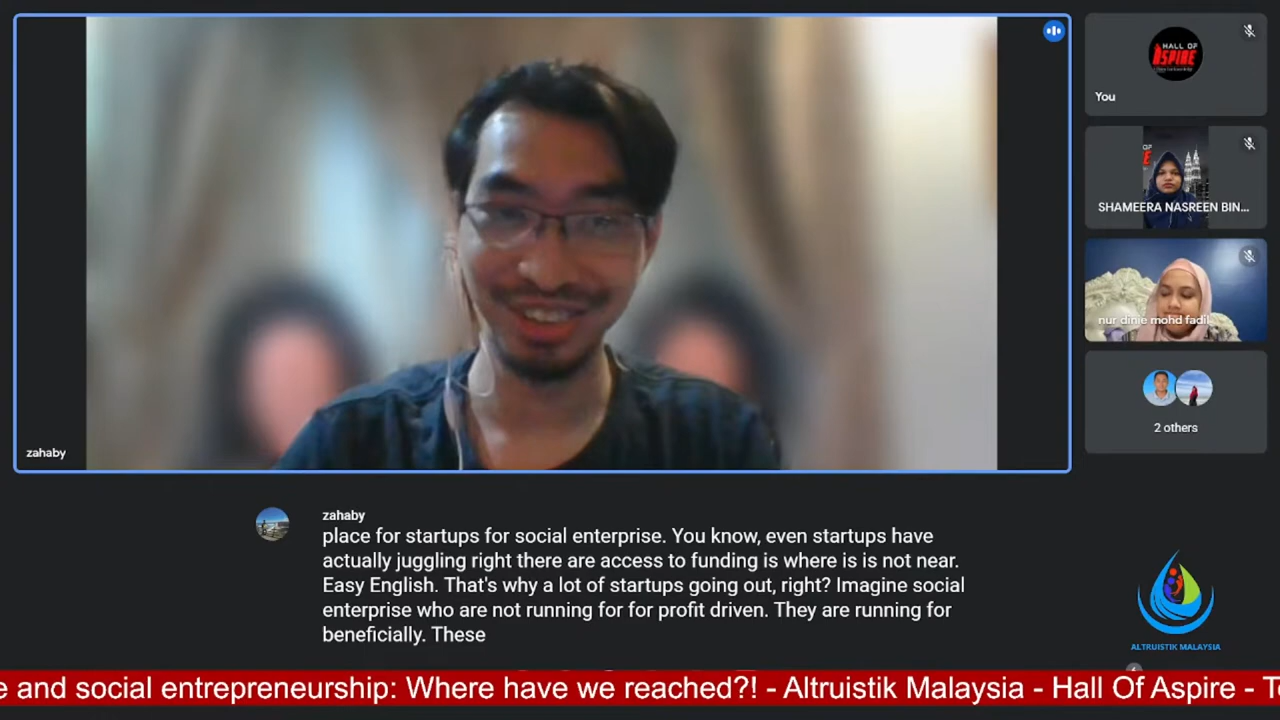 zahaby
HALL OF
ASPIRE
You
SHAMEERA NASREEN BIN...
nur dinie mohd fadil
2 others
zahaby
place for startups for social enterprise. You know, even startups have
actually juggling right there are access to funding is where is is not near.
Easy English. That's why a lot of startups going out, right? Imagine social
enterprise who are not running for for profit driven. They are running for
beneficially. These
ALTRUISTIK MALAYSIA
e and social entrepreneurship: Where have we reached?! - Altruistik Malaysia - Hall Of Aspire - T